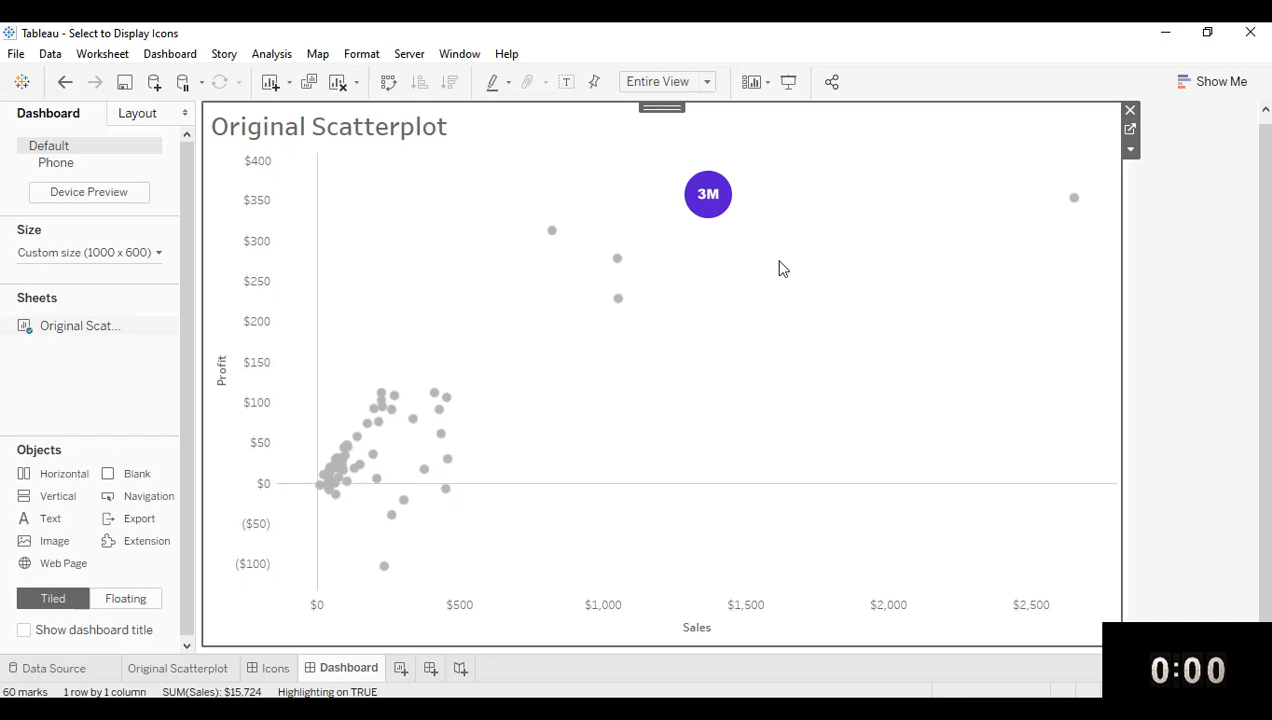 Tableau - Select to Display Icons
File Data Worksheet Dashboard Story Analysis Map Format Server Window Help
Entire View
Show Me
Dashboard Layout
Default
Phone
Device Preview
Size
Custom size (1000 x 600)
Sheets
Original Scat...
Objects
Horizontal Blank
Vertical Navigation
Text Export
Image Extension
Web Page
Tiled Floating
Show dashboard title
Original Scatterplot
$400
$350
$300
$250
$200
$150
$100
$50
$0
($50)
($100)
Profit
3M
$0 $500 $1,000 $1,500 $2,000 $2,500
Sales
Data Source Original Scatterplot Icons Dashboard
60 marks 1 row by 1 column SUM(Sales): $15,724 Highlighting on TRUE
0:00